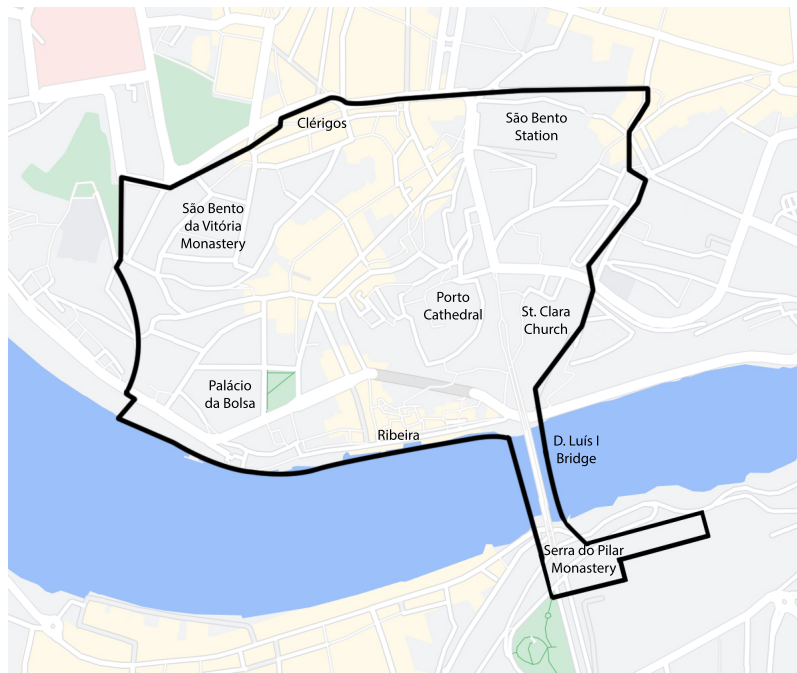 Clérigos
São Bento
Station
São Bento
da Vitória
Monastery
Porto
Cathedral
St. Clara
Church
Palácio
da Bolsa
Ribeira
D. Luís I
Bridge
Serra do Pilar
Monastery